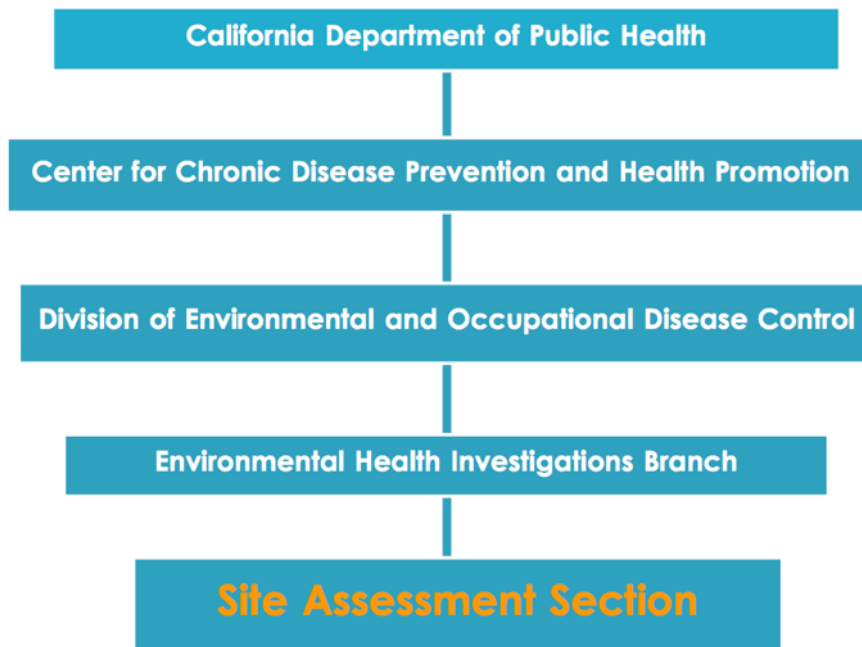 California Department of Public Health
Center for Chronic Disease Prevention and Health Promotion
Division of Environmental and Occupational Disease Control
Environmental Health Investigations Branch
Site Assessment Section